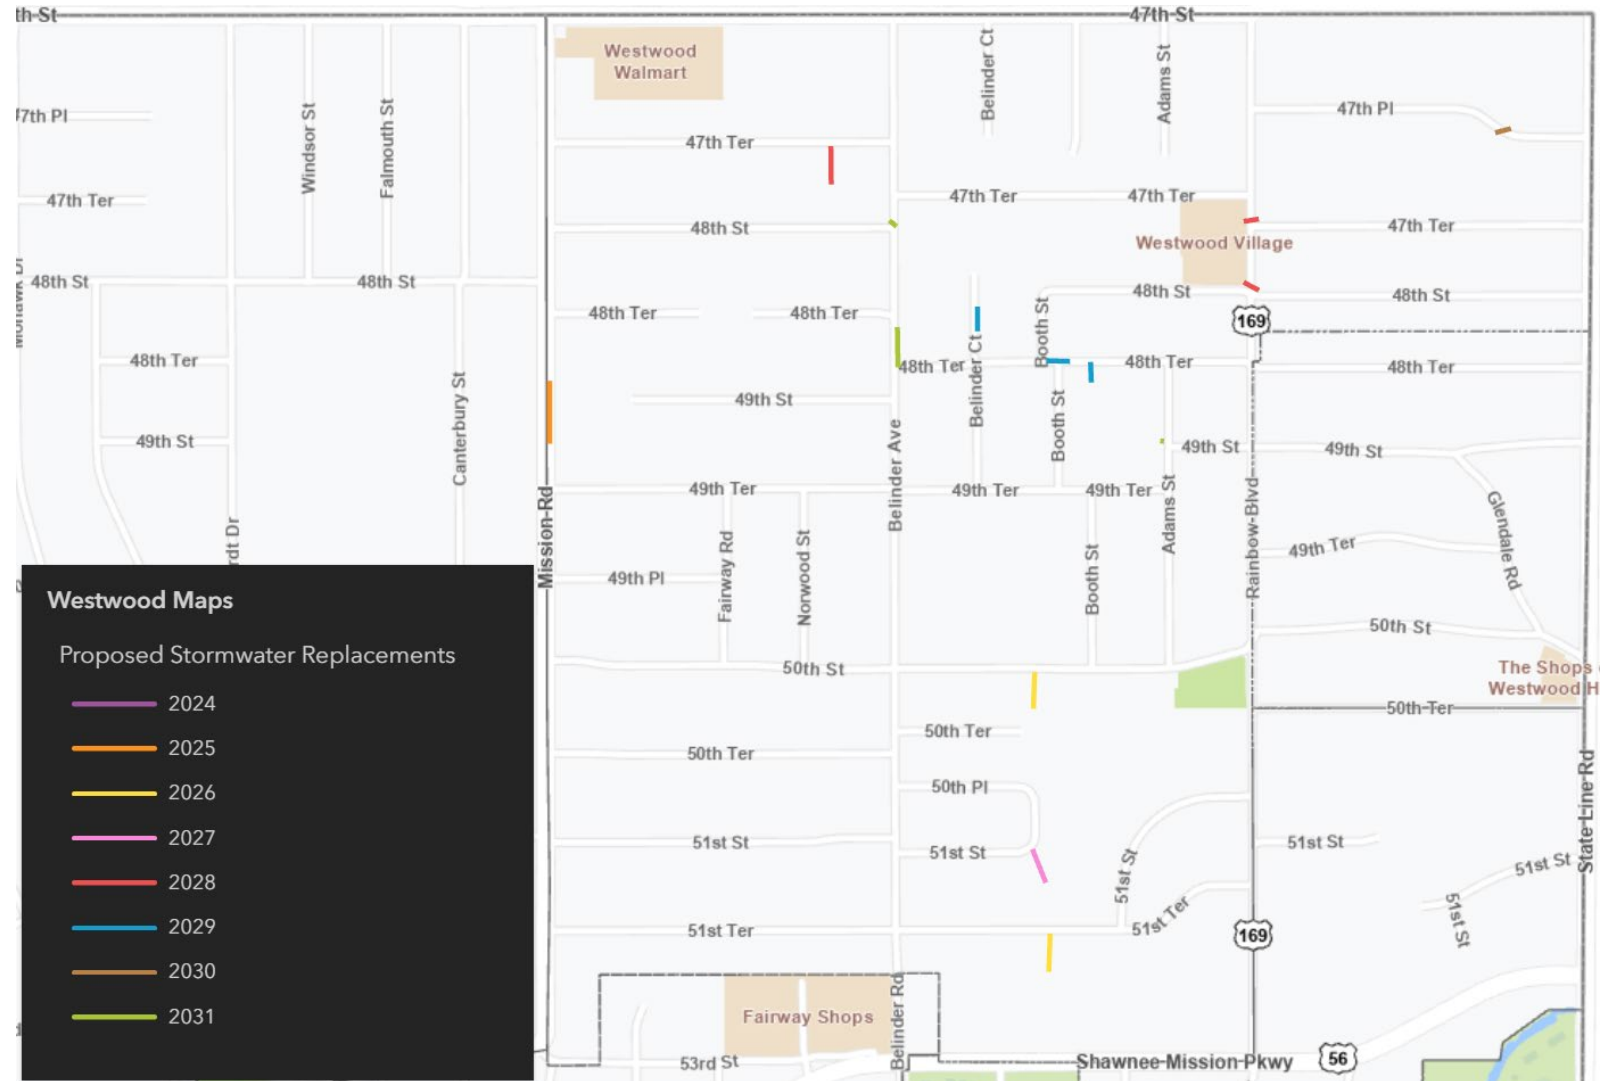 th St
47th St
Westwood
Walmart
Belinder Ct
Adams St
Windsor St
Falmouth St
7th Pl
47th Pl
47th Ter
47th Ter
47th Ter
47th Ter
47th Ter
48th St
Westwood Village
48th St
48th St
48th St
48th St
169
48th Ter
48th Ter
Booth St
48th Ter
48th Ter
48th Ter
48th Ter
Belinder Ct
Canterbury St
49th St
Booth St
49th St
49th St
49th St
Belinder Ave
49th Ter
49th Ter
49th Ter
Mission Rd
Adams St
Rainbow Blvd
Glendale Rd
rdt Dr
49th Ter
Fairway Rd
Norwood St
Booth St
49th Pl
50th St
50th St
The Shops
Westwood H
50th Ter
50th Ter
50th Ter
50th Pl
State Line Rd
51st St
51st St
51st St
51st St
51st St
51st St
51st Ter
51st Ter
169
Belinder Rd
Fairway Shops
53rd St
Shawnee Mission Pkwy
56
Westwood Maps
Proposed Stormwater Replacements
2024
2025
2026
2027
2028
2029
2030
2031